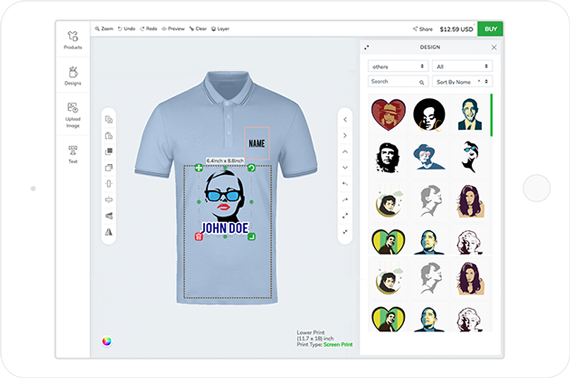 Zoom Undo Redo Preview Clear Layer Share $12.59 USD BUY
Products
Designs
Upload
Image
Text
DESIGN
others All
Search Sort By Name
NAME
6.4inch x 8.8inch
JOHN DOE
Lower Print
(11.7 x 18) inch
Print Type: Screen Print